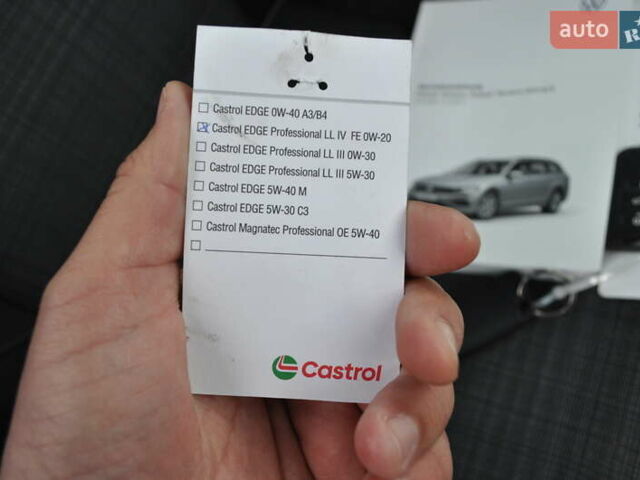 auto
R
Castrol EDGE 0W-40 A3/B4
Castrol EDGE Professional LL IV FE 0W-20
Castrol EDGE Professional LL III 0W-30
Castrol EDGE Professional LL III 5W-30
Castrol EDGE 5W-40 M
Castrol EDGE 5W-30 C3
Castrol Magnatec Professional OE 5W-40
Castrol